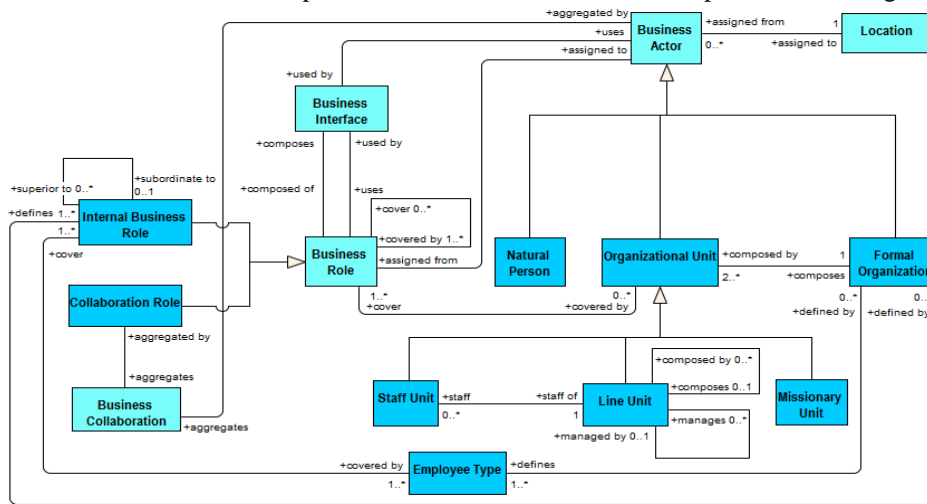 +aggregated by
+uses
+assigned to
Business
Actor
+assigned from
0..*
1
+assigned to
Location
+used by
Business
Interface
+composes
+used by
+composed of
+uses
+superior to 0..*
+subordinate to
0..1
+defines
1..*
1..*
+cover
Internal Business
Role
+cover 0..*
+covered by 1..*
+assigned from
Business
Role
1..*
+cover
Natural
Person
Organizational Unit
0..*
+covered by
+composed by
2..*
1
+composes
Formal
Organization
0..*
+defined by
0..
+defined by
Collaboration Role
+aggregated by
+aggregates
Business
Collaboration
+aggregates
Staff Unit
+staff
0..*
+staff of
1
Line Unit
+composed by 0..*
+composes 0..1
+managed by 0..1
+manages 0..*
Missionary
Unit
+covered by
1..*
Employee Type
+defines
1..*